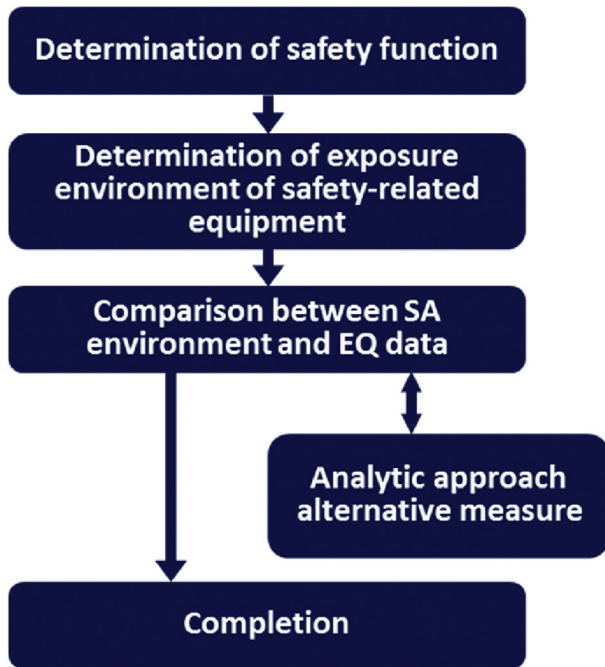 Determination of safety function
Determination of exposure
environment of safety-related
equipment
Comparison between SA
environment and EQ data
Analytic approach
alternative measure
Completion